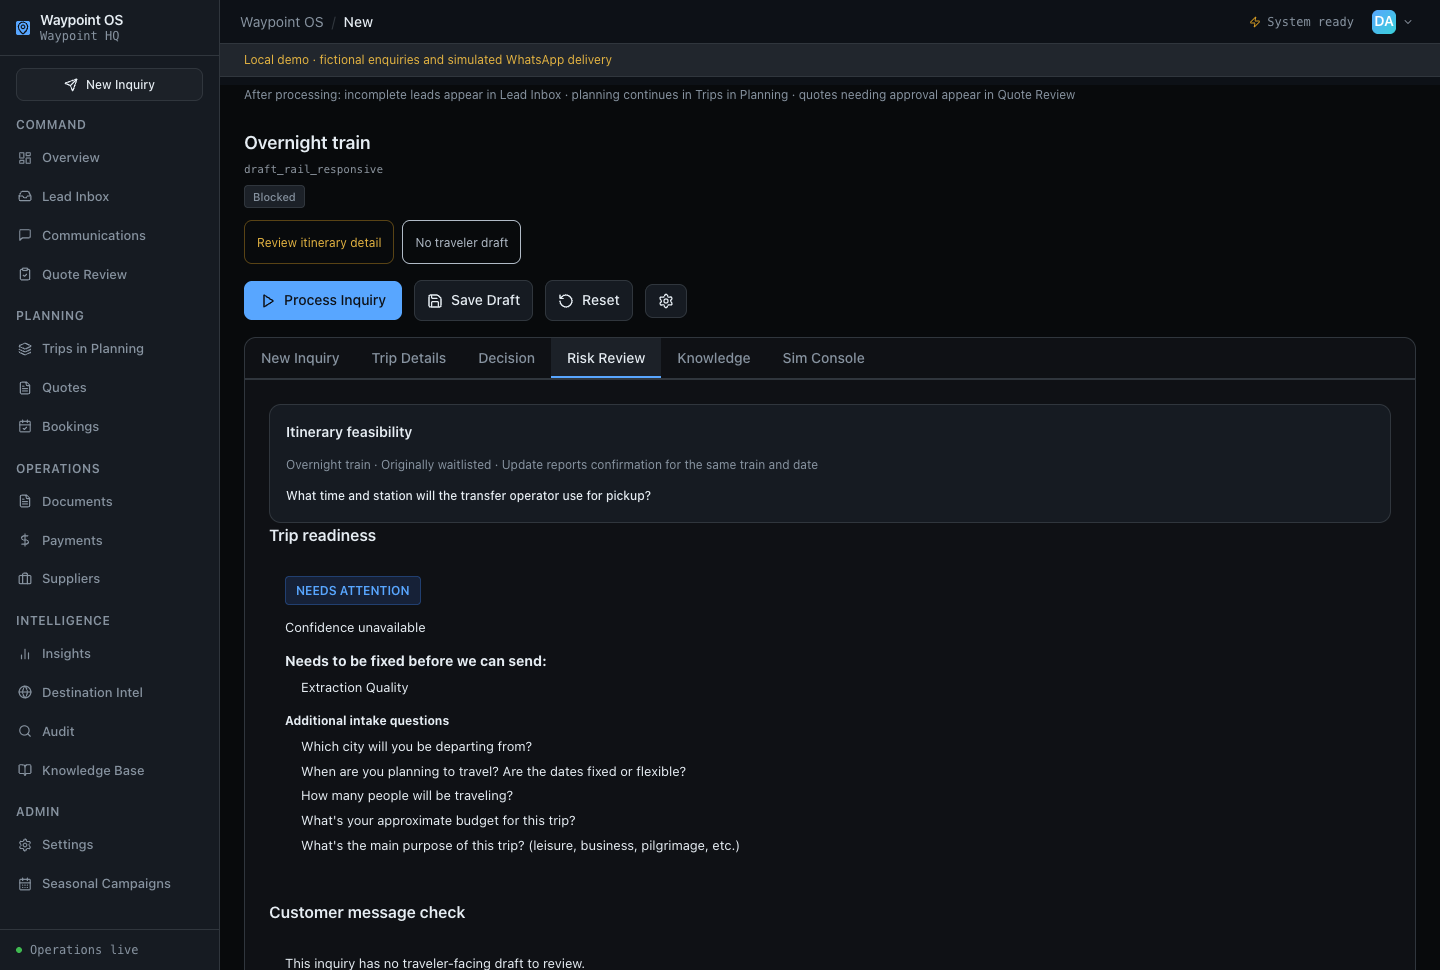 Waypoint OS
Waypoint HQ
New Inquiry
COMMAND
Overview
Lead Inbox
Communications
Quote Review
PLANNING
Trips in Planning
Quotes
Bookings
OPERATIONS
Documents
Payments
Suppliers
INTELLIGENCE
Insights
Destination Intel
Audit
Knowledge Base
ADMIN
Settings
Seasonal Campaigns
Operations live
Waypoint OS / New
System ready
DA
Local demo · fictional enquiries and simulated WhatsApp delivery
After processing: incomplete leads appear in Lead Inbox · planning continues in Trips in Planning · quotes needing approval appear in Quote Review
Overnight train
draft_rail_responsive
Blocked
Review itinerary detail
No traveler draft
Process Inquiry
Save Draft
Reset
New Inquiry
Trip Details
Decision
Risk Review
Knowledge
Sim Console
Itinerary feasibility
Overnight train · Originally waitlisted · Update reports confirmation for the same train and date
What time and station will the transfer operator use for pickup?
Trip readiness
NEEDS ATTENTION
Confidence unavailable
Needs to be fixed before we can send:
Extraction Quality
Additional intake questions
Which city will you be departing from?
When are you planning to travel? Are the dates fixed or flexible?
How many people will be traveling?
What's your approximate budget for this trip?
What's the main purpose of this trip? (leisure, business, pilgrimage, etc.)
Customer message check
This inquiry has no traveler-facing draft to review.